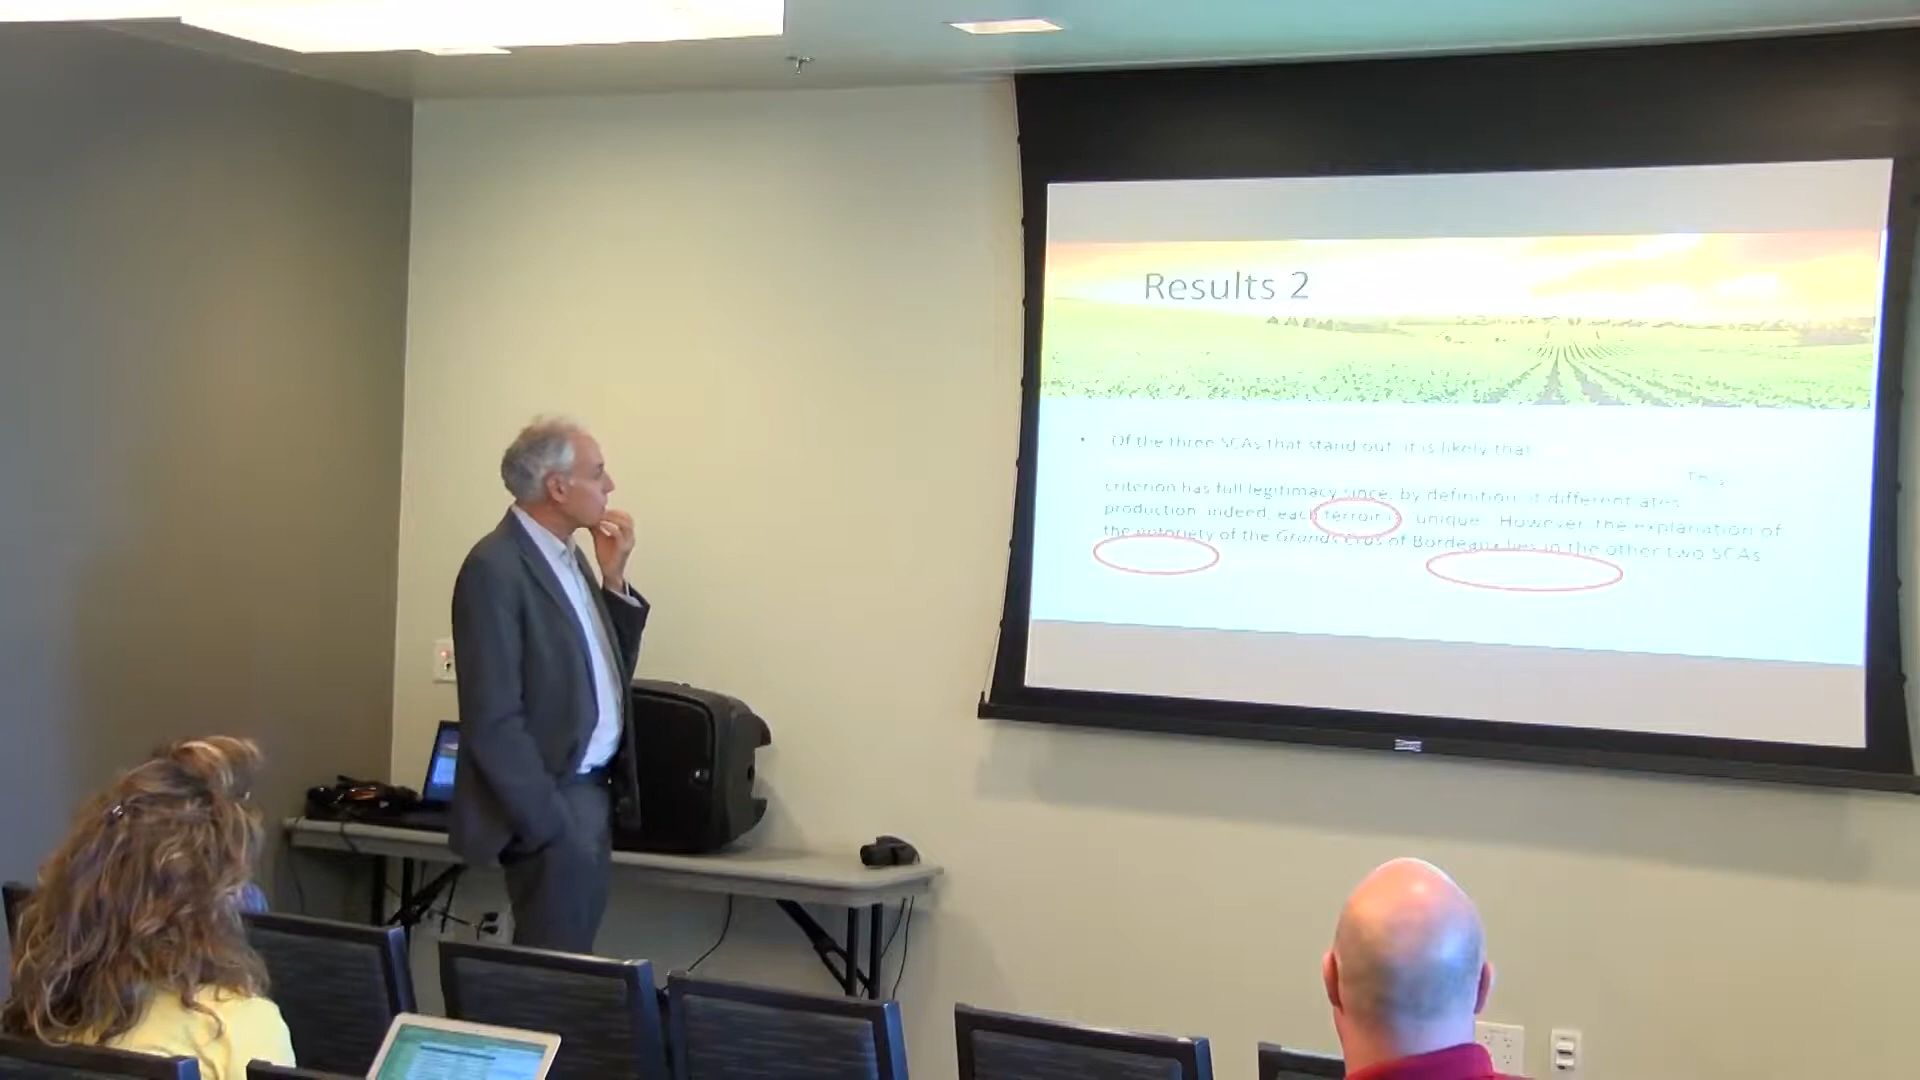 Results 2
• Of the three SCAs that stand out, it is likely that
This
criterion has full legitimacy since, by definition, it differentiates
production indeed, each terroir is unique. However the explanation of
the notoriety of the Grands Crus of Bordeaux lies in the other two SCAs